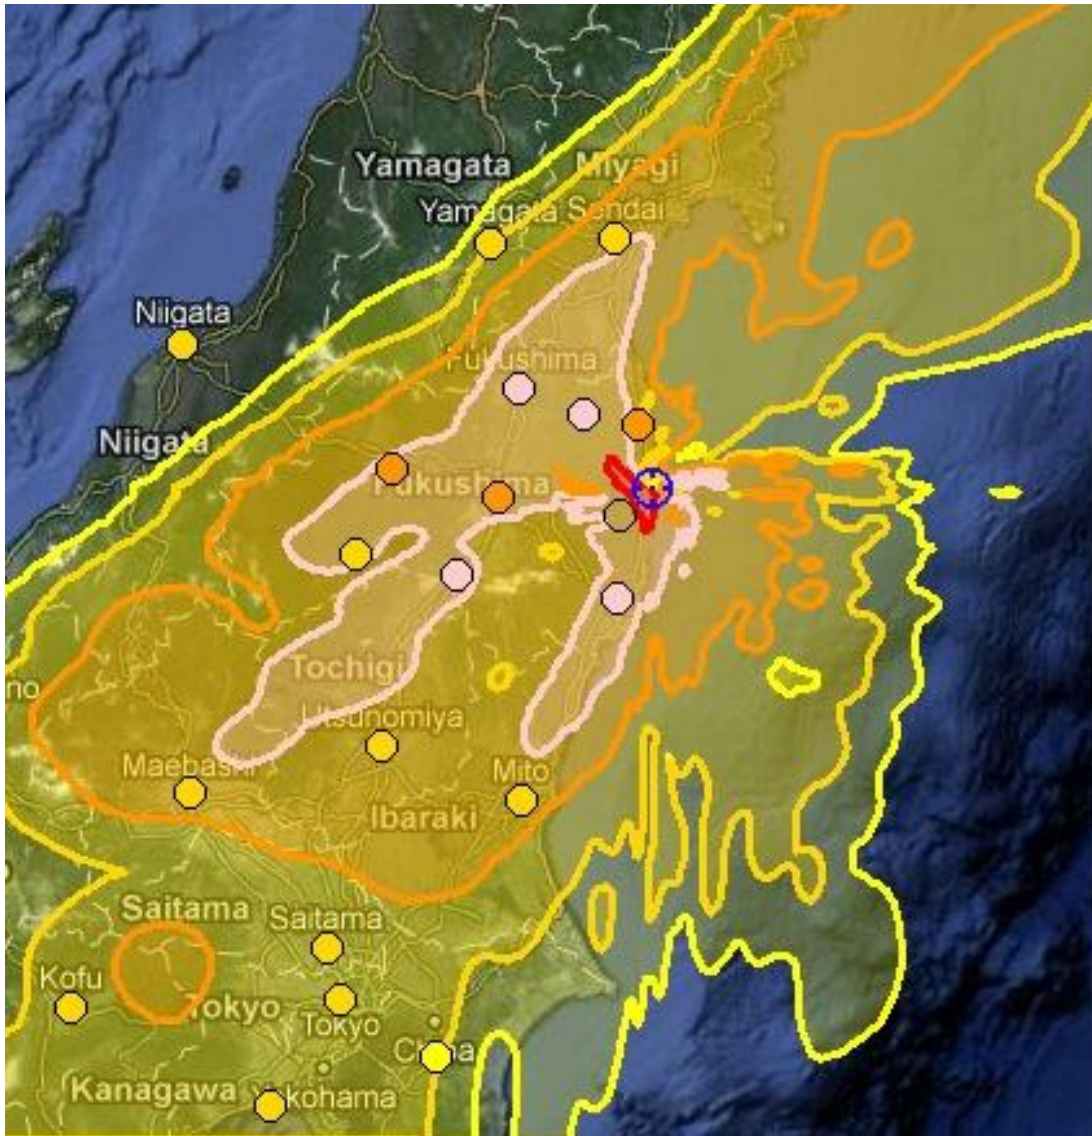 Yamagata
Miyagi
Yamagata
Sendai
Niigata
Fukushima
Niigata
Fukushima
Tochigi
no
Utsunomiya
Maebashi
Mito
Ibaraki
Saitama
Saitama
Kofu
Tokyo
Tokyo
Chiba
Kanagawa
Yokohama